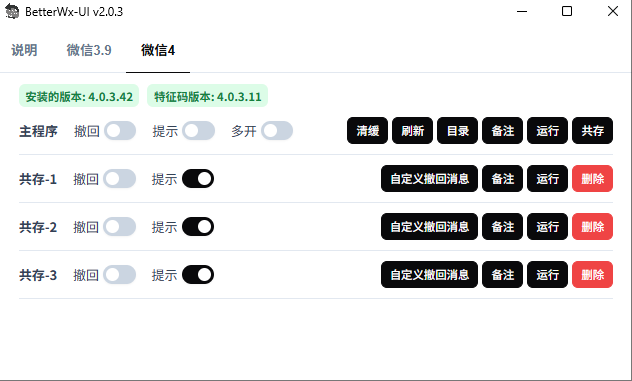 BetterWx-UI v2.0.3
说明 微信3.9 微信4
安装的版本: 4.0.3.42 特征码版本: 4.0.3.11
主程序 撤回 提示 多开 清缓 刷新 目录 备注 运行 共存
共存-1 撤回 提示 自定义撤回消息 备注 运行 删除
共存-2 撤回 提示 自定义撤回消息 备注 运行 删除
共存-3 撤回 提示 自定义撤回消息 备注 运行 删除